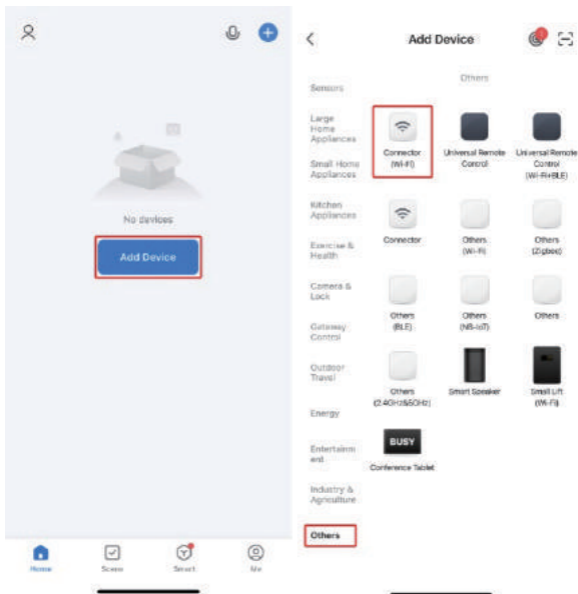 No devices
Add Device
Home
Scene
Smart
Me
Add Device
Sensors
Large
Home
Appliances
Small Home
Appliances
Kitchen
Appliances
Exercise &
Health
Camera &
Lock
Gateway
Control
Outdoor
Travel
Energy
Entertainm
ent
Industry &
Agriculture
Others
Others
Connector
(Wi-Fi)
Universal Remote
Control
Universal Remote
Control
(Wi-Fi+BLE)
Connector
Others
(Wi-Fi)
Others
(Zigbee)
Others
(BLE)
Others
(NB-IoT)
Others
Others
(2.4GHz&5GHz)
Smart Speaker
Small Lift
(Wi-Fi)
BUSY
Conference Tablet